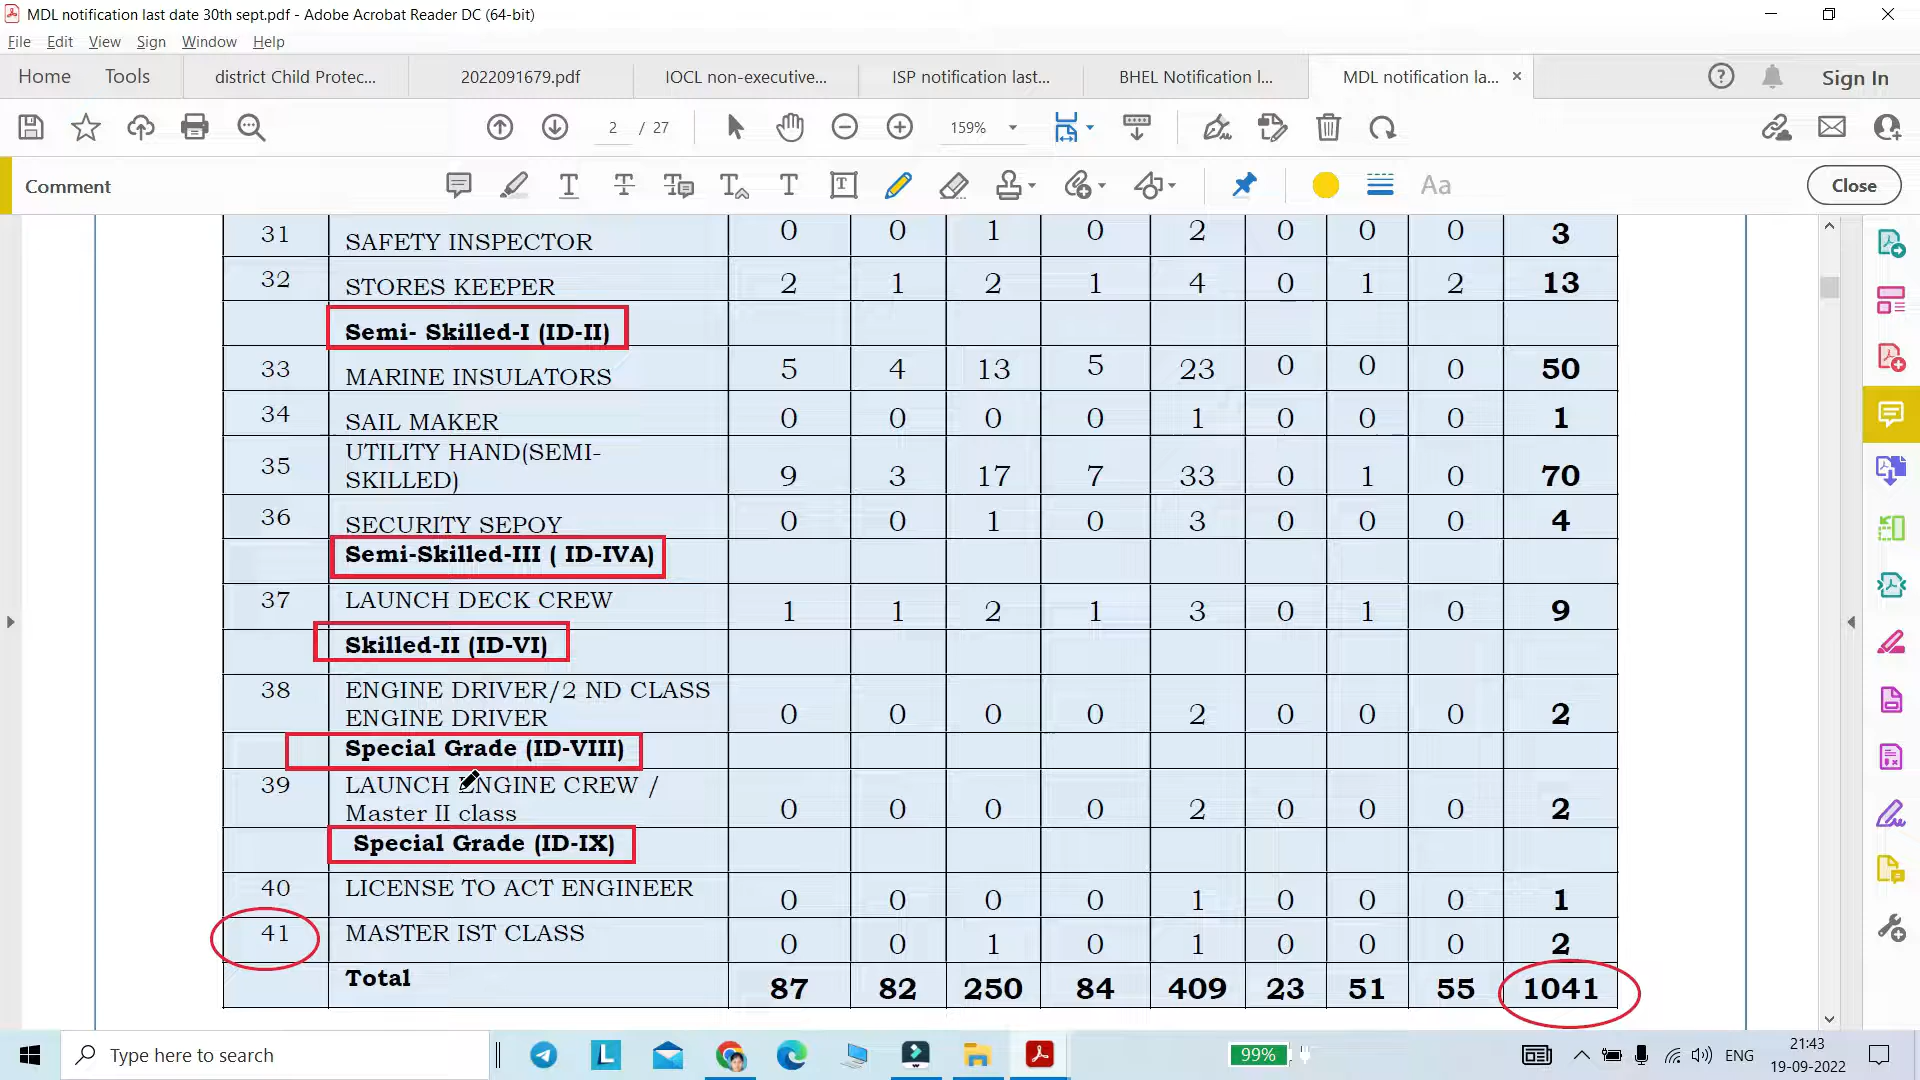 MDL notification last date 30th sept.pdf - Adobe Acrobat Reader DC (64-bit)
File Edit View Sign Window Help
Home Tools district Child Protec... 2022091679.pdf IOCL non-executive... ISP notification last... BHEL Notification l... MDL notification la... × ? Sign In
2 / 27 159%
Comment Aa Close
31 SAFETY INSPECTOR 0 0 1 0 2 0 0 0 3
32 STORES KEEPER 2 1 2 1 4 0 1 2 13
Semi- Skilled-I (ID-II)
33 MARINE INSULATORS 5 4 13 5 23 0 0 0 50
34 SAIL MAKER 0 0 0 0 1 0 0 0 1
35 UTILITY HAND(SEMI-
SKILLED) 9 3 17 7 33 0 1 0 70
36 SECURITY SEPOY 0 0 1 0 3 0 0 0 4
Semi-Skilled-III ( ID-IVA)
37 LAUNCH DECK CREW 1 1 2 1 3 0 1 0 9
Skilled-II (ID-VI)
38 ENGINE DRIVER/2 ND CLASS
ENGINE DRIVER 0 0 0 0 2 0 0 0 2
Special Grade (ID-VIII)
39 LAUNCH ENGINE CREW /
Master II class 0 0 0 0 2 0 0 0 2
Special Grade (ID-IX)
40 LICENSE TO ACT ENGINEER 0 0 0 0 1 0 0 0 1
41 MASTER IST CLASS 0 0 1 0 1 0 0 0 2
Total 87 82 250 84 409 23 51 55 1041
Type here to search L 99% ENG 21:43
19-09-2022